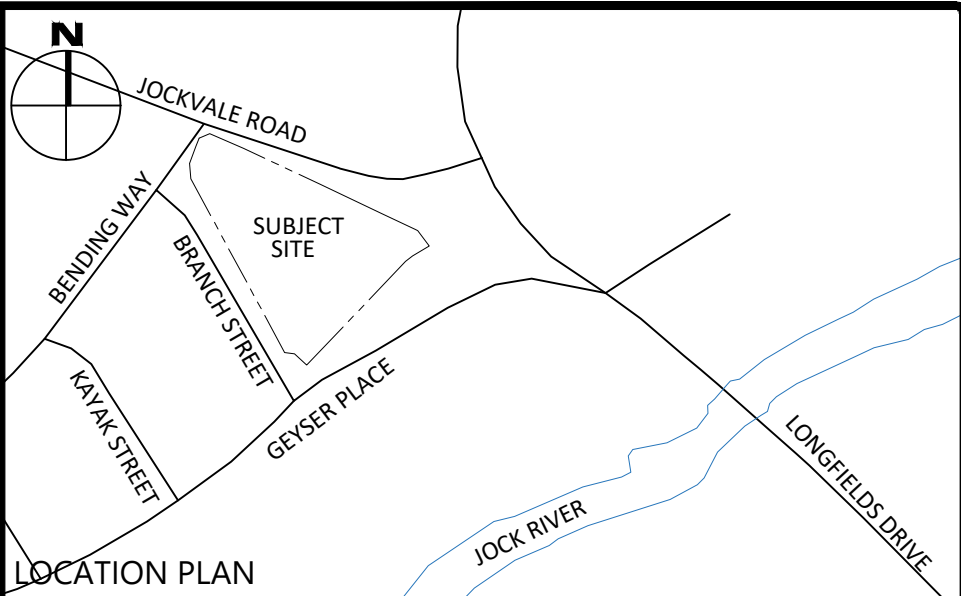 N
JOCKVALE ROAD
BENDING WAY
SUBJECT
SITE
BRANCH STREET
KAYAK STREET
GEYSER PLACE
LONGFIELDS DRIVE
JOCK RIVER
LOCATION PLAN